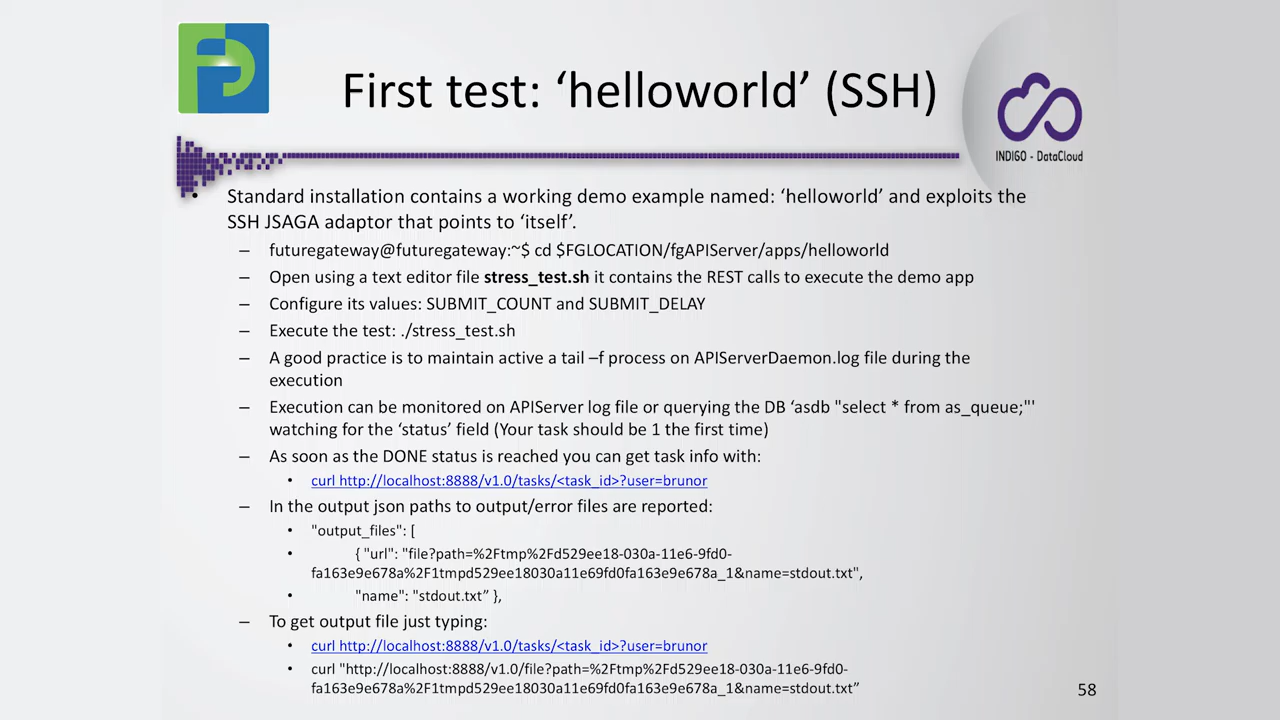 First test: ‘helloworld’ (SSH)
INDIGO - DataCloud
• Standard installation contains a working demo example named: ‘helloworld’ and exploits the
SSH JSAGA adaptor that points to ‘itself’.
– futuregateway@futuregateway:~$ cd $FGLOCATION/fgAPIServer/apps/helloworld
– Open using a text editor file stress_test.sh it contains the REST calls to execute the demo app
– Configure its values: SUBMIT_COUNT and SUBMIT_DELAY
– Execute the test: ./stress_test.sh
– A good practice is to maintain active a tail –f process on APIServerDaemon.log file during the
execution
– Execution can be monitored on APIServer log file or querying the DB ‘asdb "select * from as_queue;"'
watching for the ‘status’ field (Your task should be 1 the first time)
– As soon as the DONE status is reached you can get task info with:
• curl http://localhost:8888/v1.0/tasks/<task_id>?user=brunor
– In the output json paths to output/error files are reported:
• "output_files": [
• { "url": "file?path=%2Ftmp%2Fd529ee18-030a-11e6-9fd0-
fa163e9e678a%2F1tmpd529ee18030a11e69fd0fa163e9e678a_1&name=stdout.txt",
• "name": "stdout.txt” },
– To get output file just typing:
• curl http://localhost:8888/v1.0/tasks/<task_id>?user=brunor
• curl "http://localhost:8888/v1.0/file?path=%2Ftmp%2Fd529ee18-030a-11e6-9fd0-
fa163e9e678a%2F1tmpd529ee18030a11e69fd0fa163e9e678a_1&name=stdout.txt”
58